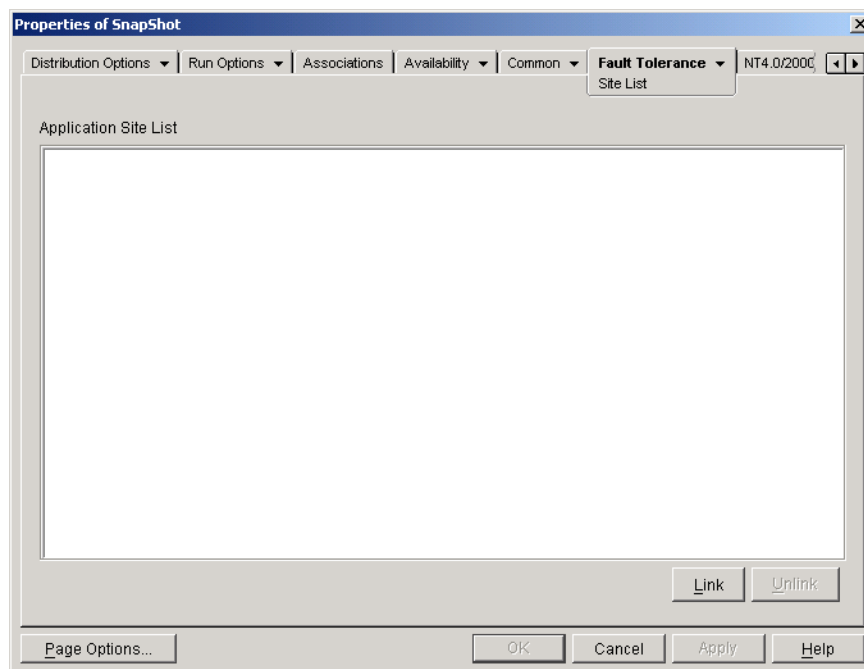 Properties of SnapShot
Distribution Options Run Options Associations Availability Common Fault Tolerance NT4.0/2000
Site List
Application Site List
Link Unlink
Page Options... OK Cancel Apply Help